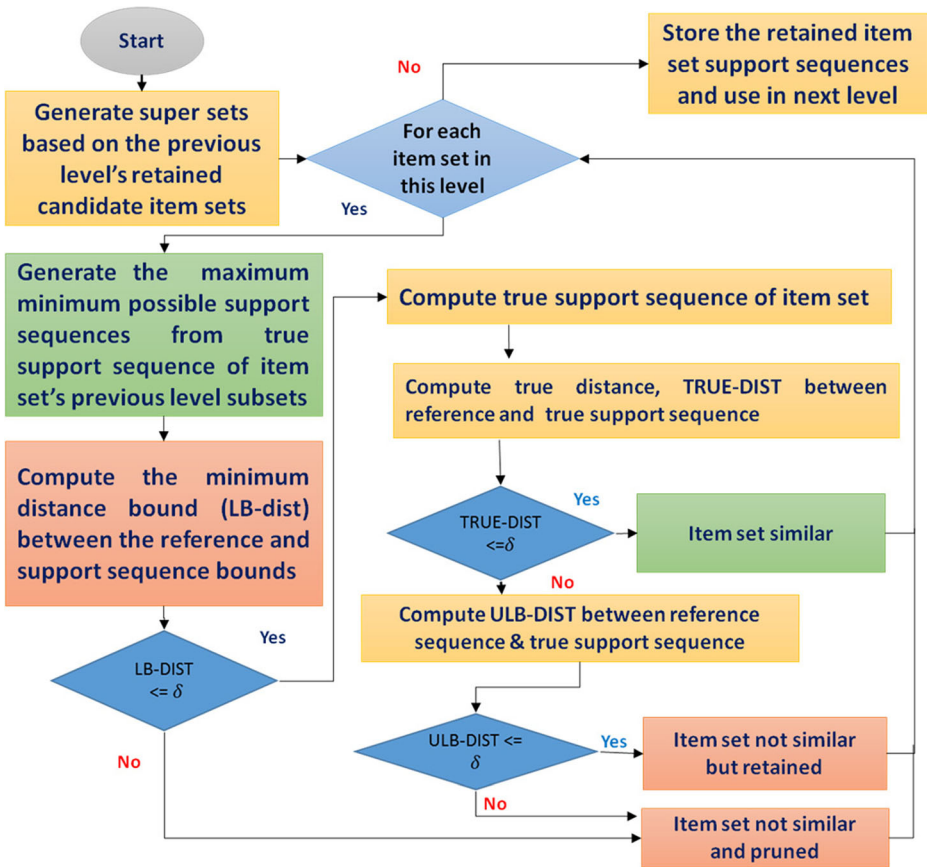 Start
Generate super sets
based on the previous
level's retained
candidate item sets
For each
item set in
this level
No
Store the retained item
set support sequences
and use in next level
Yes
Generate the maximum
minimum possible support
sequences from true
support sequence of item
set's previous level subsets
Compute the minimum
distance bound (LB-dist)
between the reference and
support sequence bounds
LB-DIST
<= δ
Yes
No
Compute true support sequence of item set
Compute true distance, TRUE-DIST between
reference and true support sequence
TRUE-DIST
<=δ
Yes
Item set similar
No
Compute ULB-DIST between reference
sequence & true support sequence
ULB-DIST <=
δ
Yes
Item set not similar
but retained
No
Item set not similar
and pruned